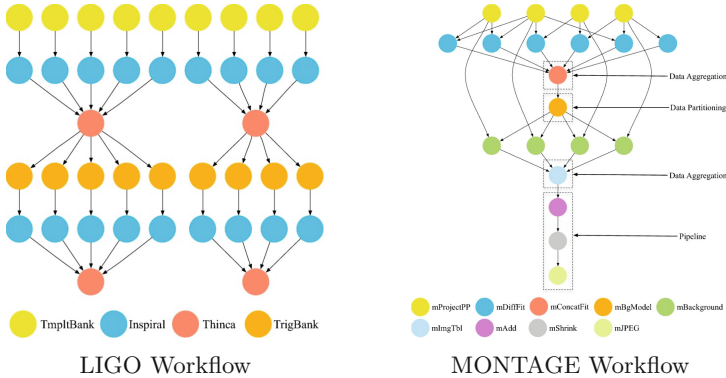 Data Aggregation
Data Partitioning
Data Aggregation
Pipeline
TmpltBank Inspiral Thinca TrigBank
mProjectPP mDiffFit mConcatFit mBgModel mBackground
mImgTbl mAdd mShrink mJPEG
LIGO Workflow
MONTAGE Workflow